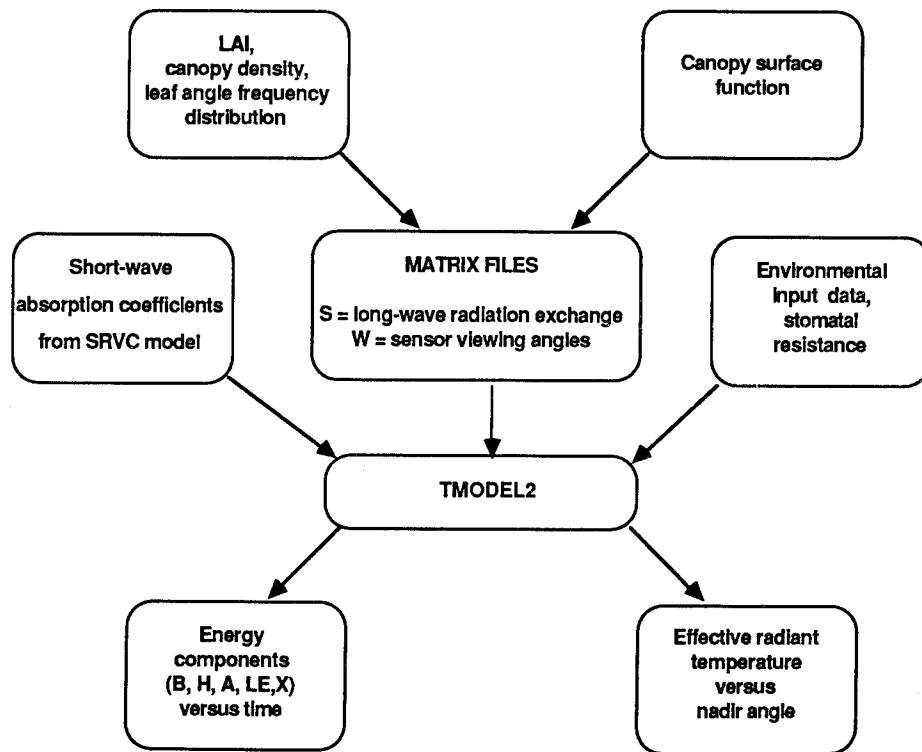 LAI,
canopy density,
leaf angle frequency
distribution
Canopy surface
function
Short-wave
absorption coefficients
from SRVC model
MATRIX FILES
S = long-wave radiation exchange
W = sensor viewing angles
Environmental
input data,
stomatal
resistance
TMODEL2
Energy
components
(B, H, A, LE,X)
versus time
Effective radiant
temperature
versus
nadir angle